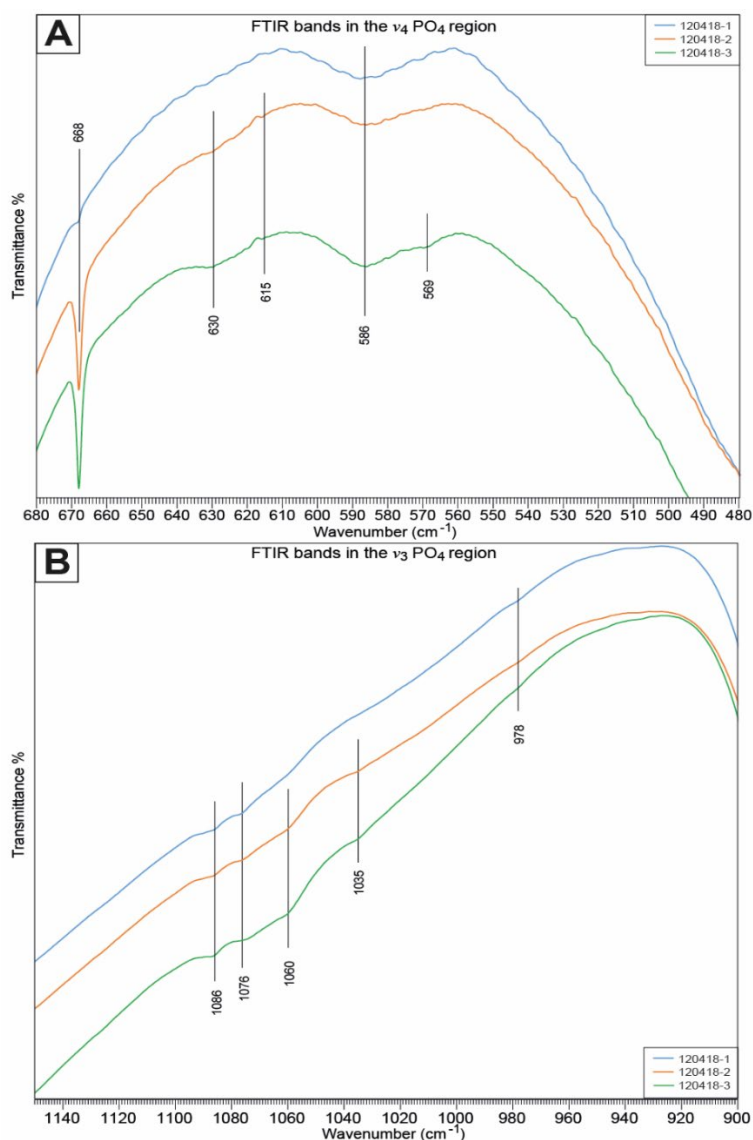 A
FTIR bands in the ν₄ PO₄ region
120418-1
120418-2
120418-3
668
630
615
586
569
Transmittance %
680 670 660 650 640 630 620 610 600 590 580 570 560 550 540 530 520 510 500 490 480
Wavenumber (cm⁻¹)
B
FTIR bands in the ν₃ PO₄ region
978
1035
1060
1076
1086
Transmittance %
120418-1
120418-2
120418-3
1140 1120 1100 1080 1060 1040 1020 1000 980 960 940 920 900
Wavenumber (cm⁻¹)